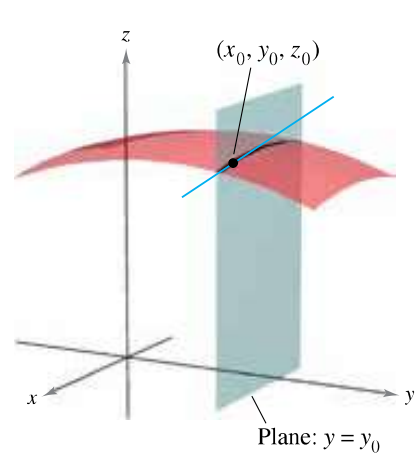 z
(x₀, y₀, z₀)
x
y
Plane: y = y₀